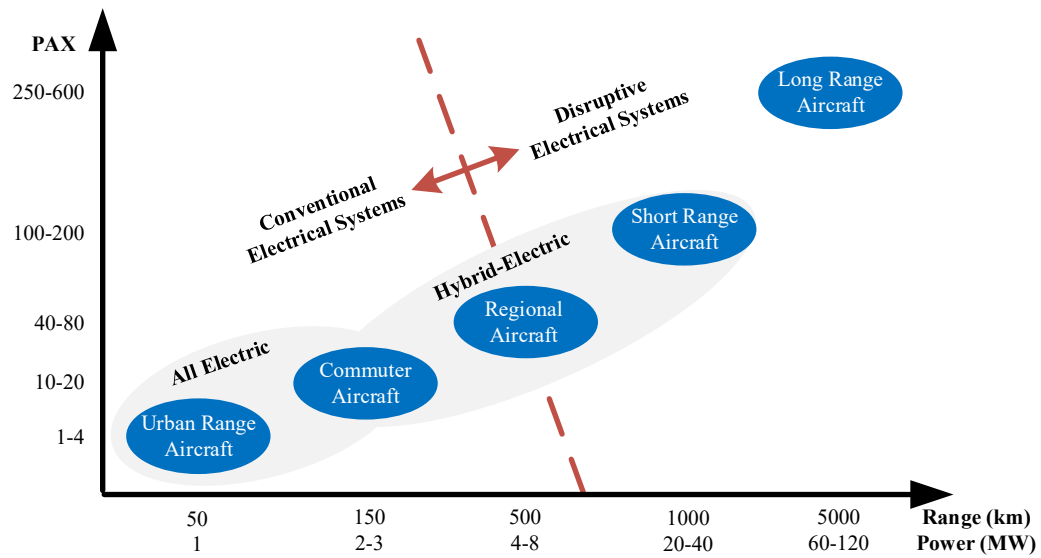 PAX
250-600
100-200
40-80
10-20
1-4
Conventional
Electrical Systems
Disruptive
Electrical Systems
Long Range
Aircraft
Short Range
Aircraft
Hybrid-Electric
Regional
Aircraft
All Electric
Commuter
Aircraft
Urban Range
Aircraft
50 150 500 1000 5000 Range (km)
1 2-3 4-8 20-40 60-120 Power (MW)